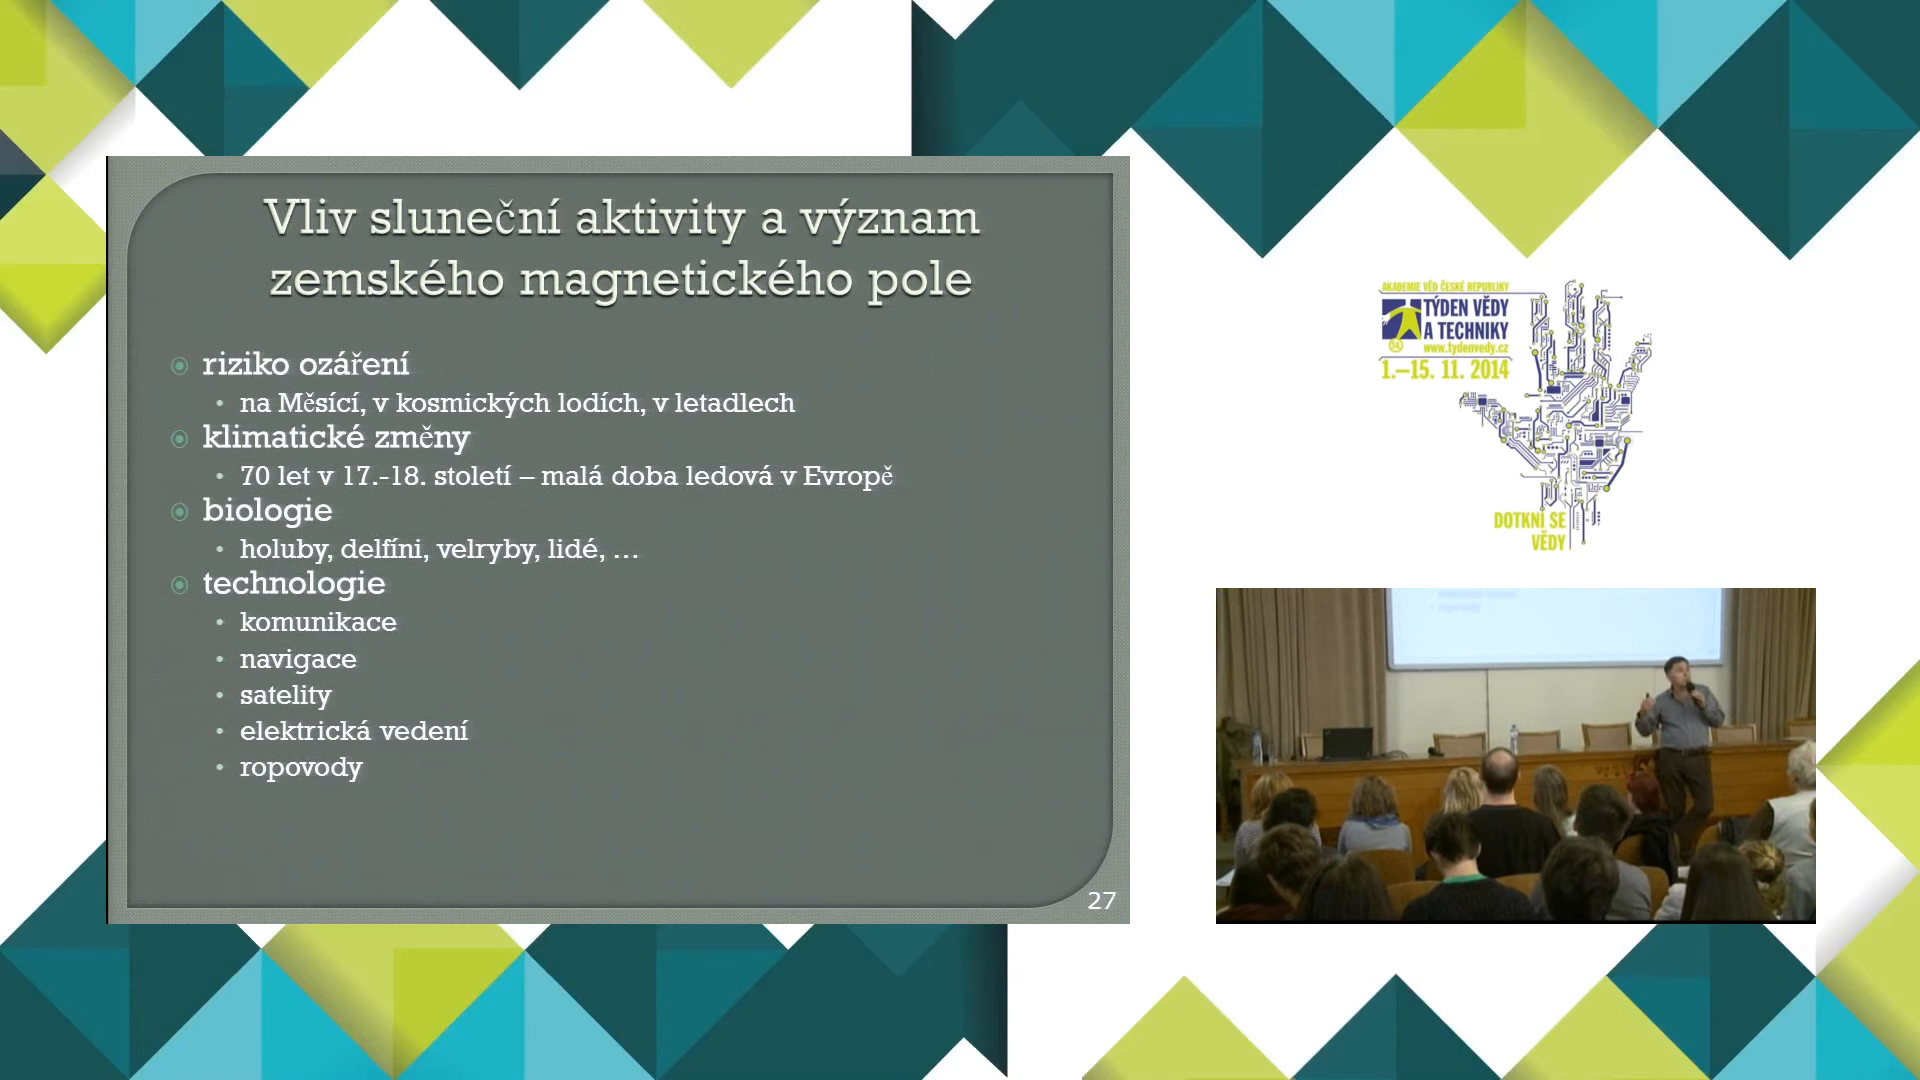 Vliv sluneční aktivity a význam
zemského magnetického pole
riziko ozáření
na Měsící, v kosmických lodích, v letadlech
klimatické změny
70 let v 17.-18. století – malá doba ledová v Evropě
biologie
holuby, delfíni, velryby, lidé, …
technologie
komunikace
navigace
satelity
elektrická vedení
ropovody
27
AKADEMIE VĚD ČESKÉ REPUBLIKY
TÝDEN VĚDY
A TECHNIKY
www.tydenvedy.cz
1.–15. 11. 2014
DOTKNI SE
VĚDY